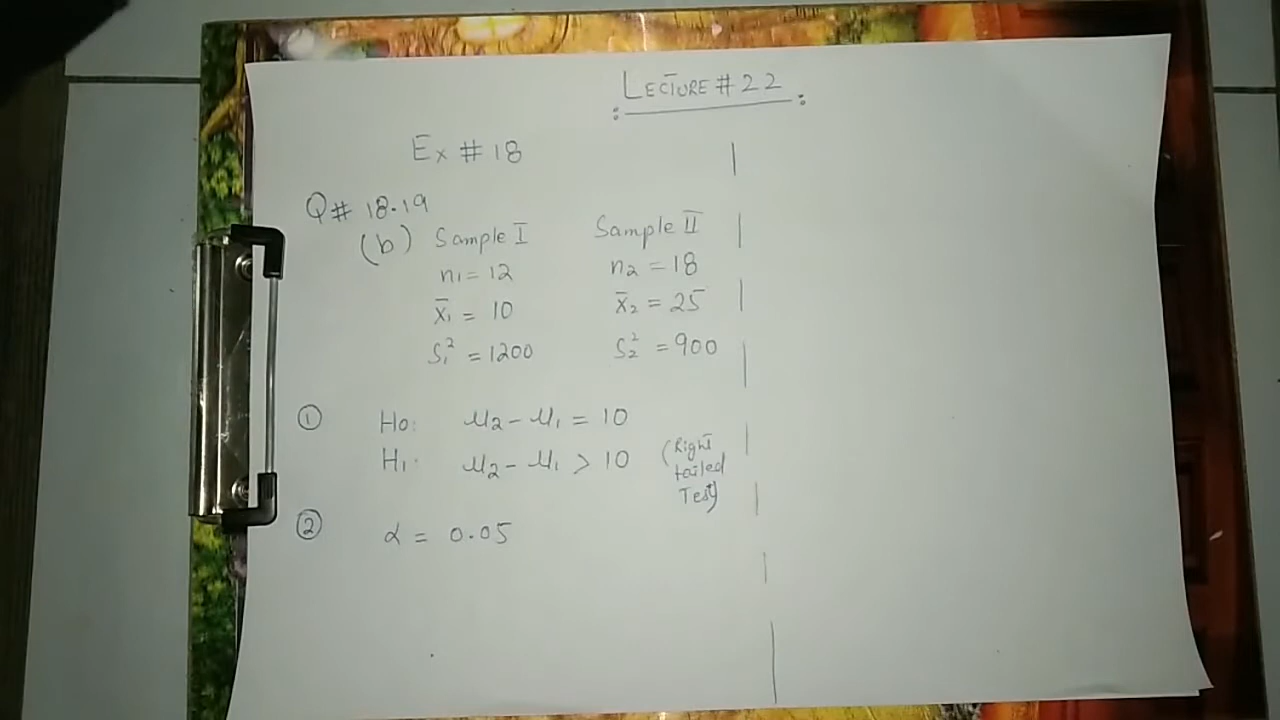 LECTURE # 22
Ex # 18
Q# 18.19
(b) Sample I Sample II
n₁ = 12 n₂ = 18
x̄₁ = 10 x̄₂ = 25
S₁² = 1200 S₂² = 900
① H₀: μ₂ - μ₁ = 10
H₁: μ₂ - μ₁ > 10 (Right tailed Test)
② α = 0.05